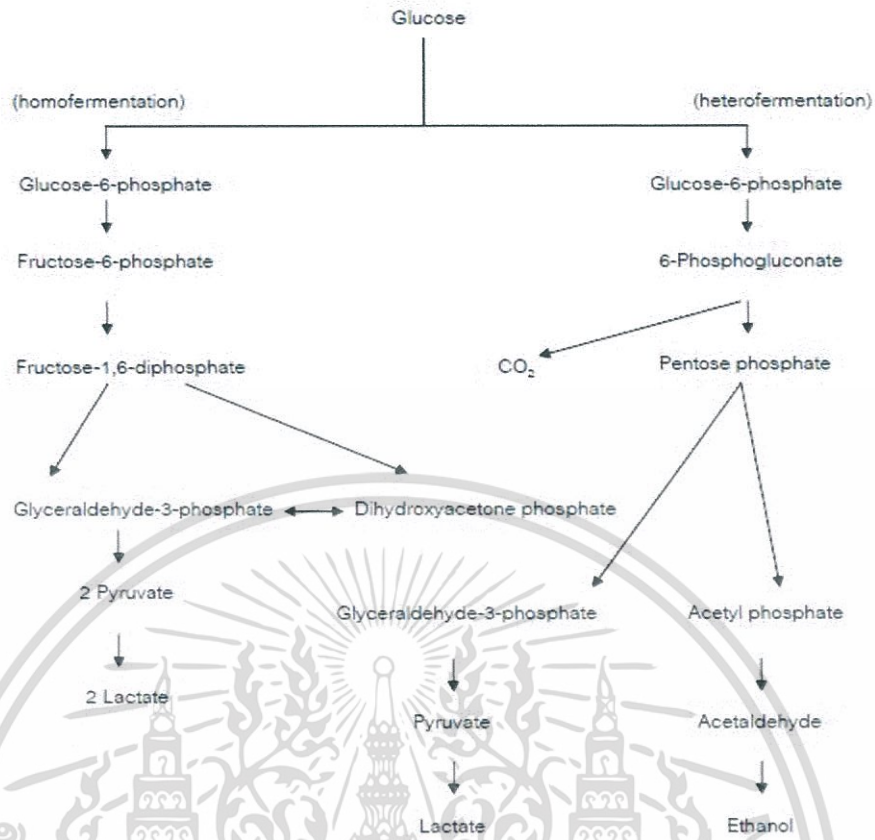 Glucose
(homofermentation)
(heterofermentation)
Glucose-6-phosphate
Glucose-6-phosphate
Fructose-6-phosphate
6-Phosphogluconate
Fructose-1,6-diphosphate
CO₂
Pentose phosphate
Glyceraldehyde-3-phosphate
Dihydroxyacetone phosphate
2 Pyruvate
Glyceraldehyde-3-phosphate
Acetyl phosphate
2 Lactate
Pyruvate
Acetaldehyde
Lactate
Ethanol